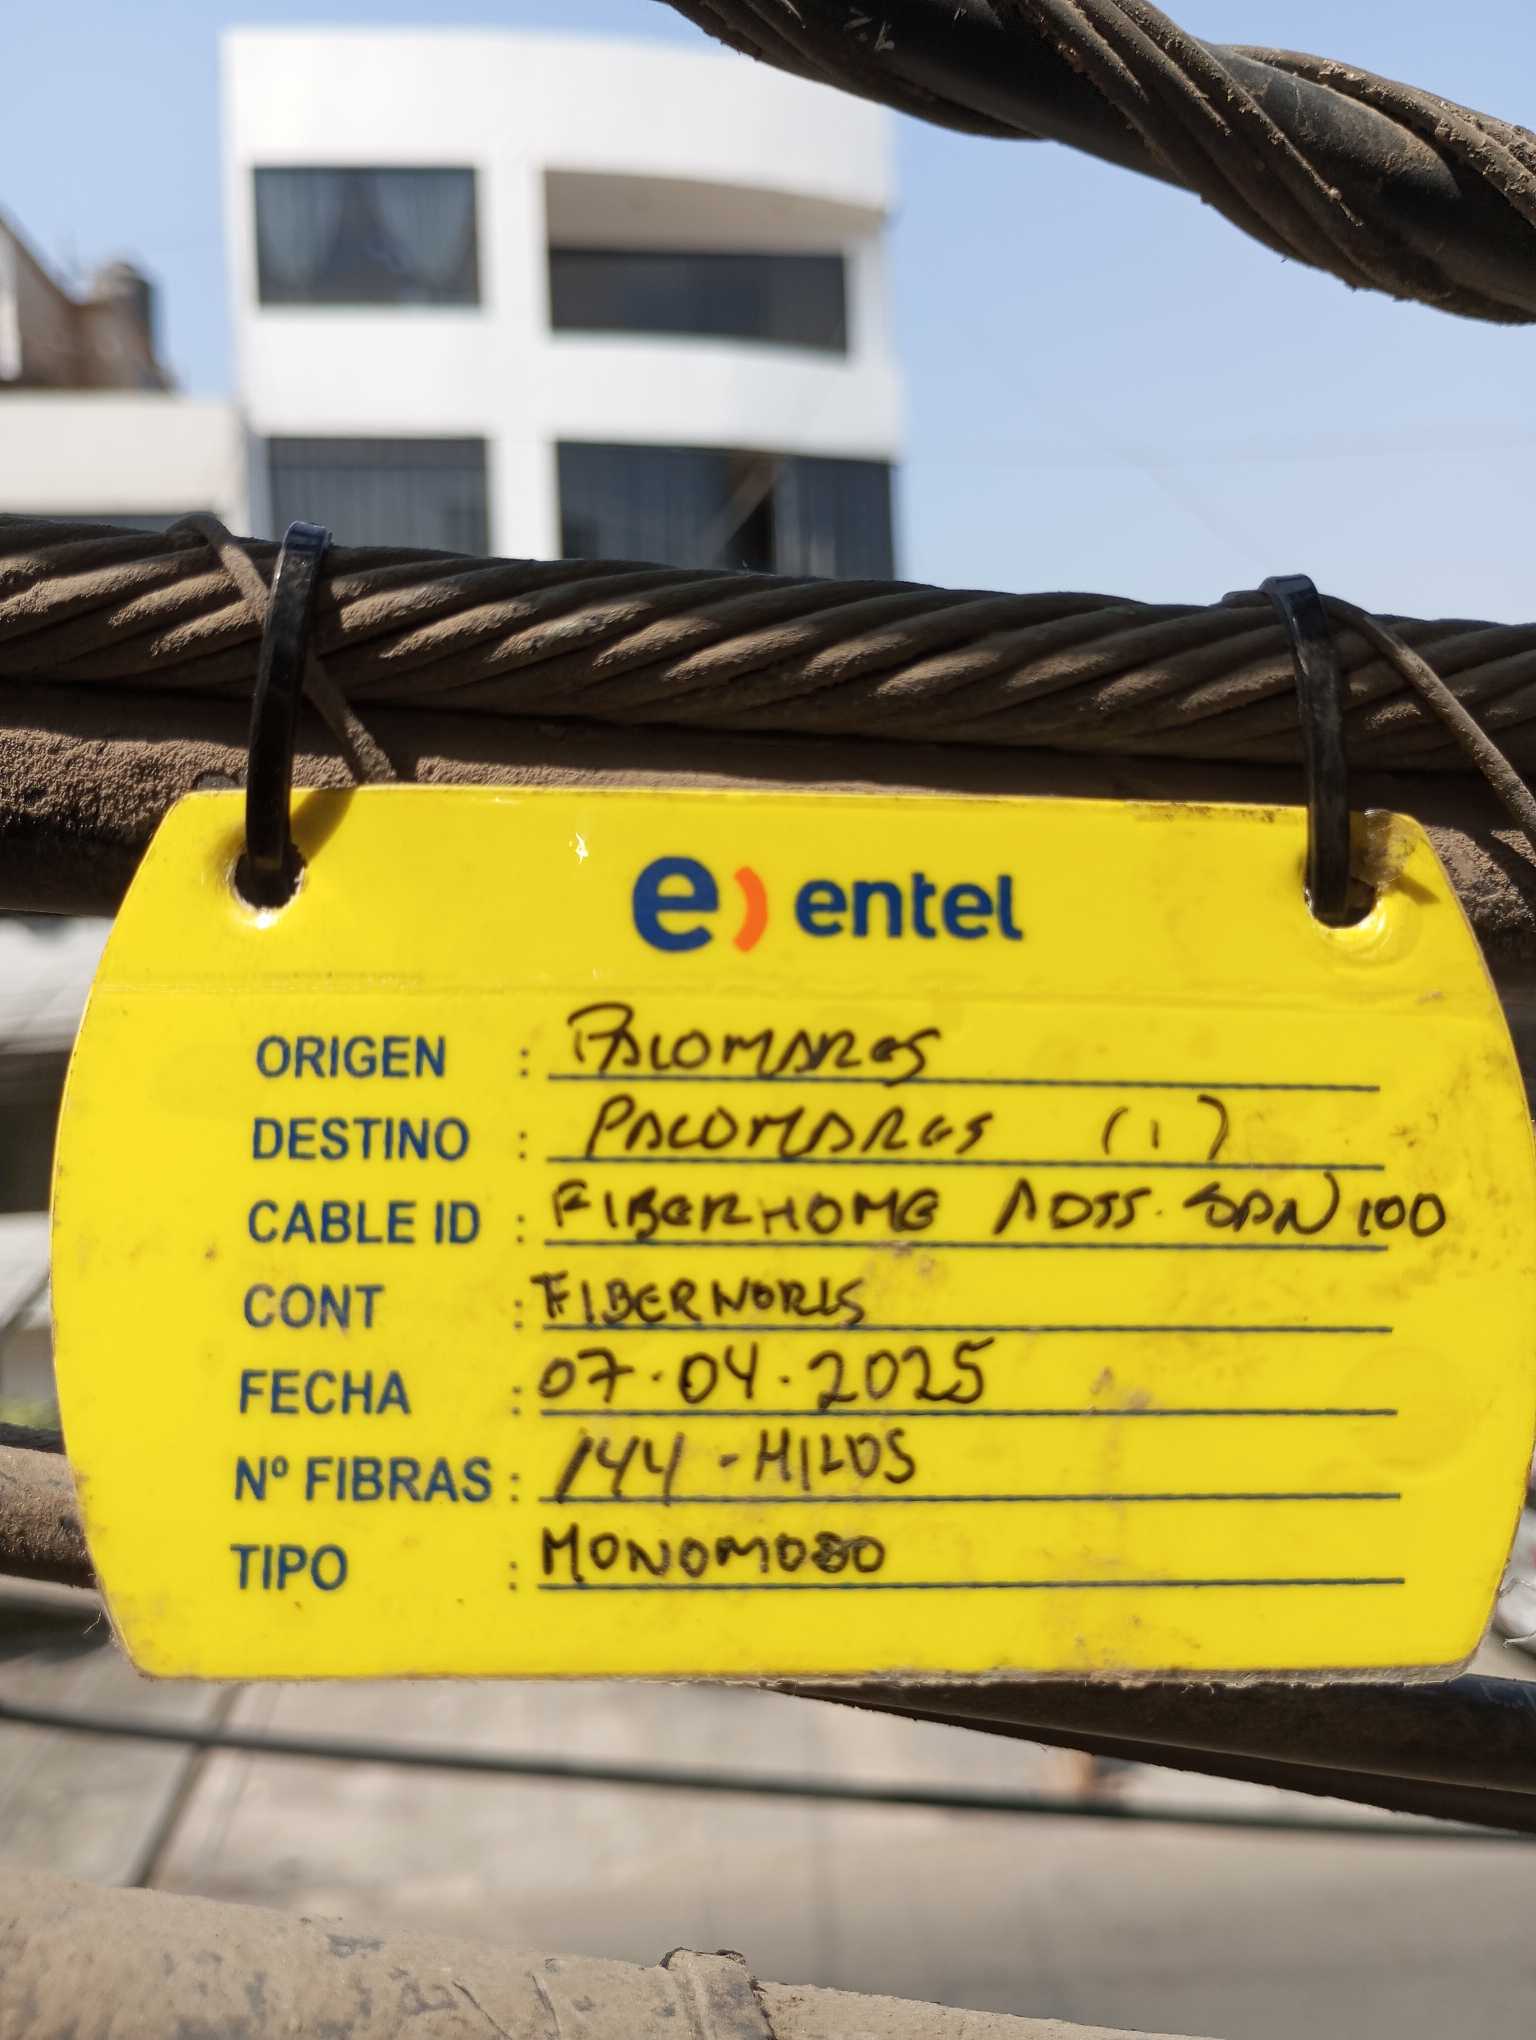 e) entel
ORIGEN : PALOMARES
DESTINO : PALOMARES (1)
CABLE ID : FIBERHOME ADSS. SPAN 100
CONT : FIBERNORLS
FECHA : 07.04.2025
Nº FIBRAS : 144 - HILOS
TIPO : MONOMODO